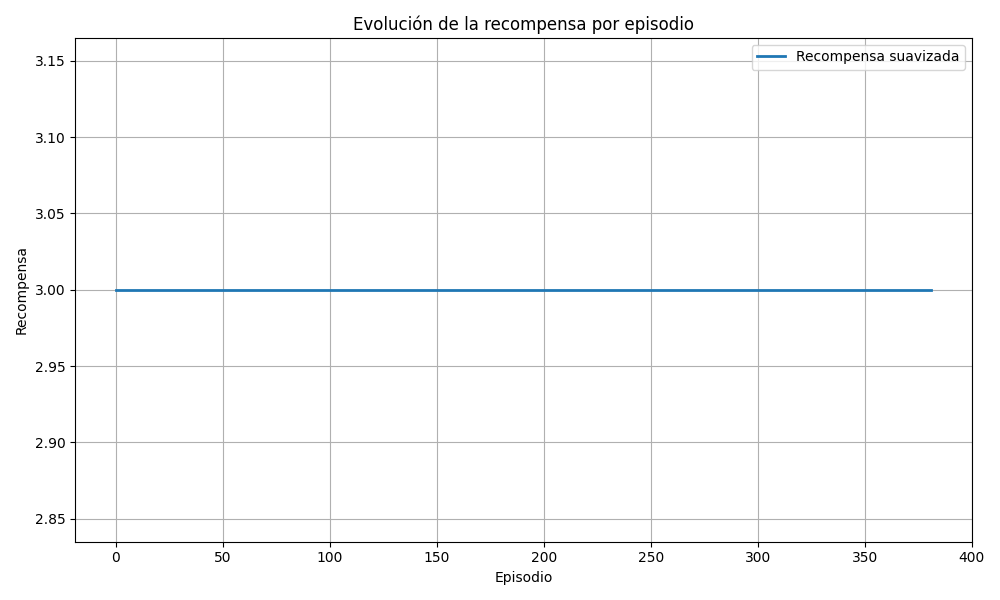 Evolución de la recompensa por episodio
Recompensa suavizada
3.15
3.10
3.05
3.00
2.95
2.90
2.85
Recompensa
0 50 100 150 200 250 300 350 400
Episodio